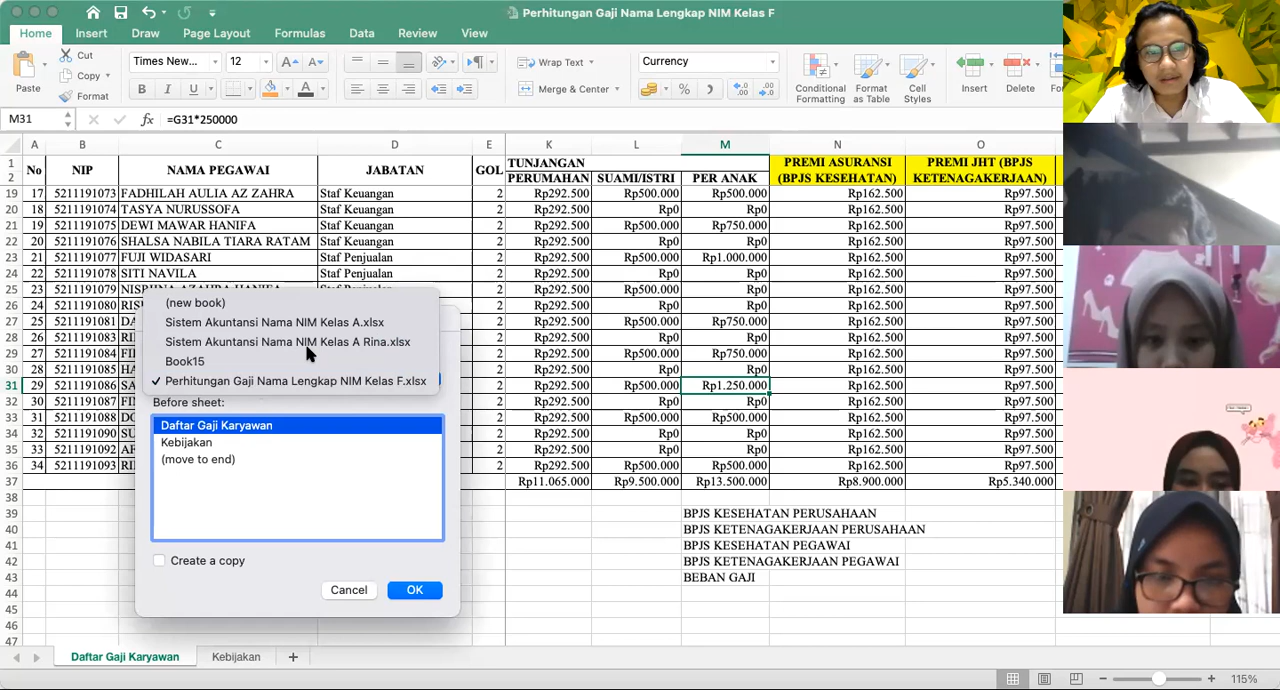 Perhitungan Gaji Nama Lengkap NIM Kelas F
Home Insert Draw Page Layout Formulas Data Review View
Paste
Cut
Copy
Format
Times New... 12
B I U
Wrap Text
Merge & Center
Currency
Conditional Formatting
Format as Table
Cell Styles
Insert
Delete
M31 fx =G31*250000
A B C D E K L M N O
1 No NIP NAMA PEGAWAI JABATAN GOL TUNJANGAN PREMI ASURANSI PREMI JHT (BPJS
2 PERUMAHAN SUAMI/ISTRI PER ANAK (BPJS KESEHATAN) KETENAGAKERJAAN)
19 17 5211191073 FADHILAH AULIA AZ ZAHRA Staf Keuangan 2 Rp292.500 Rp500.000 Rp500.000 Rp162.500 Rp97.500
20 18 5211191074 TASYA NURUSSOFA Staf Keuangan 2 Rp292.500 Rp0 Rp0 Rp162.500 Rp97.500
21 19 5211191075 DEWI MAWAR HANIFA Staf Keuangan 2 Rp292.500 Rp500.000 Rp750.000 Rp162.500 Rp97.500
22 20 5211191076 SHALSA NABILA TIARA RATAM Staf Keuangan 2 Rp292.500 Rp0 Rp0 Rp162.500 Rp97.500
23 21 5211191077 FUJI WIDASARI Staf Penjualan 2 Rp292.500 Rp500.000 Rp1.000.000 Rp162.500 Rp97.500
24 22 5211191078 SITI NAVILA Staf Penjualan 2 Rp292.500 Rp0 Rp0 Rp162.500 Rp97.500
25 23 5211191079 2 Rp292.500 Rp500.000 Rp500.000 Rp162.500 Rp97.500
26 24 5211191080 RIS 2 Rp292.500 Rp0 Rp0 Rp162.500 Rp97.500
27 25 5211191081 DA 2 Rp292.500 Rp500.000 Rp750.000 Rp162.500 Rp97.500
28 26 5211191083 RI 2 Rp292.500 Rp0 Rp0 Rp162.500 Rp97.500
29 27 5211191084 FI 2 Rp292.500 Rp500.000 Rp750.000 Rp162.500 Rp97.500
30 28 5211191085 HA 2 Rp292.500 Rp0 Rp0 Rp162.500 Rp97.500
31 29 5211191086 SA 2 Rp292.500 Rp500.000 Rp1.250.000 Rp162.500 Rp97.500
32 30 5211191087 FI 2 Rp292.500 Rp0 Rp0 Rp162.500 Rp97.500
33 31 5211191088 DO 2 Rp292.500 Rp500.000 Rp500.000 Rp162.500 Rp97.500
34 32 5211191090 SU 2 Rp292.500 Rp0 Rp0 Rp162.500 Rp97.500
35 33 5211191092 AF 2 Rp292.500 Rp0 Rp0 Rp162.500 Rp97.500
36 34 5211191093 RI 2 Rp292.500 Rp500.000 Rp500.000 Rp162.500 Rp97.500
37 Rp11.065.000 Rp9.500.000 Rp13.500.000 Rp8.900.000 Rp5.340.000
38
39 BPJS KESEHATAN PERUSAHAAN
40 BPJS KETENAGAKERJAAN PERUSAHAAN
41 BPJS KESEHATAN PEGAWAI
42 BPJS KETENAGAKERJAAN PEGAWAI
43 BEBAN GAJI
44
45
46
47
(new book)
Sistem Akuntansi Nama NIM Kelas A.xlsx
Sistem Akuntansi Nama NIM Kelas A Rina.xlsx
Book15
✓ Perhitungan Gaji Nama Lengkap NIM Kelas F.xlsx
Before sheet:
Daftar Gaji Karyawan
Kebijakan
(move to end)
Create a copy
Cancel OK
Daftar Gaji Karyawan Kebijakan +
115%